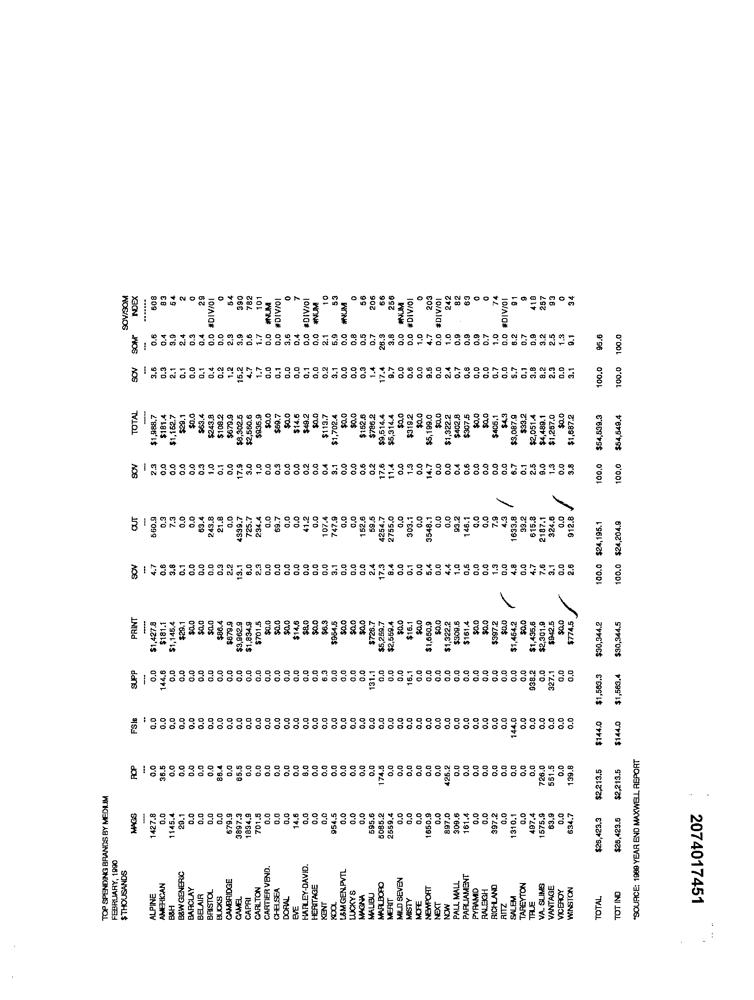 TOP SPENDING BRANDS BY MEDIUM
FEBRUARY, 1990
$ THOUSANDS
SOV/SOM
MAGS ROP FSIs SUPP PRINT SOV OUT SOV TOTAL SOV SOM* INDEX
ALPINE 1427.8 0.0 0.0 0.0 $1,427.8 4.7 560.9 2.3 $1,988.7 3.6 0.6 608
AMERICAN 0.0 36.5 0.0 144.6 $181.1 0.6 0.3 0.0 $181.4 0.3 0.4 83
B&H 1145.4 0.0 0.0 0.0 $1,145.4 3.8 7.3 0.0 $1,152.7 2.1 3.9 54
B&W GENERIC 29.1 0.0 0.0 0.0 $29.1 0.1 0.0 0.0 $29.1 0.1 2.4 2
BARCLAY 0.0 0.0 0.0 0.0 $0.0 0.0 0.0 0.0 $0.0 0.0 0.3 0
BELAIR 0.0 0.0 0.0 0.0 $0.0 0.0 63.4 0.3 $63.4 0.1 0.4 29
BRISTOL 0.0 0.0 0.0 0.0 $0.0 0.0 243.8 1.0 $243.8 0.4 0.0 #DIV/0!
BUCKS 0.0 86.4 0.0 0.0 $86.4 0.3 21.8 0.1 $108.2 0.2 0.0
CAMBRIDGE 679.9 0.0 0.0 0.0 $679.9 2.2 0.0 0.0 $679.9 1.2 2.3 54
CAMEL 3897.3 65.5 0.0 0.0 $3,962.8 13.1 4339.7 17.9 $8,302.5 15.2 3.9 390
CAPRI 1834.9 0.0 0.0 0.0 $1,834.9 6.0 725.7 3.0 $2,560.6 4.7 0.6 782
CARLTON 701.5 0.0 0.0 0.0 $701.5 2.3 234.4 1.0 $935.9 1.7 1.7 101
CARTIER VEND. 0.0 0.0 0.0 0.0 $0.0 0.0 0.0 0.0 $0.0 0.0 0.0 #NUM
CHELSEA 0.0 0.0 0.0 0.0 $0.0 0.0 69.7 0.3 $69.7 0.1 0.0 #DIV/0!
DORAL 0.0 0.0 0.0 0.0 $0.0 0.0 0.0 0.0 $0.0 0.0 3.6 0
EVE 14.6 0.0 0.0 0.0 $14.6 0.0 0.0 0.0 $14.6 0.0 0.4 7
HARLEY-DAVID. 0.0 8.0 0.0 0.0 $8.0 0.0 41.2 0.2 $49.2 0.1 0.0 #DIV/0!
HERITAGE 0.0 0.0 0.0 0.0 $0.0 0.0 0.0 0.0 $0.0 0.0 0.0 #NUM
KENT 0.0 0.0 0.0 6.3 $6.3 0.0 107.4 0.4 $113.7 0.2 2.1 10
KOOL 954.5 0.0 0.0 0.0 $954.5 3.1 747.9 3.1 $1,702.4 3.1 5.9 53
L&M GEN.PVTL 0.0 0.0 0.0 0.0 $0.0 0.0 0.0 0.0 $0.0 0.0 0.0 #NUM
LUCKY S 0.0 0.0 0.0 0.0 $0.0 0.0 0.0 0.0 $0.0 0.0 0.8 0
MAGNA 0.0 0.0 0.0 0.0 $0.0 0.0 152.6 0.6 $152.6 0.3 0.5 56
MALIBU 595.6 0.0 0.0 131.1 $726.7 2.4 59.5 0.2 $786.2 1.4 0.7 206
MARLBORO 5085.2 174.5 0.0 0.0 $5,259.7 17.3 4254.7 17.6 $9,514.4 17.4 26.3 66
MERIT 2559.4 0.0 0.0 0.0 $2,559.4 8.4 2755.0 11.4 $5,314.4 9.7 3.8 256
MILD SEVEN 0.0 0.0 0.0 0.0 $0.0 0.0 0.0 0.0 $0.0 0.0 0.0 #NUM
MISTY 0.0 0.0 0.0 16.1 $16.1 0.1 303.1 1.3 $319.2 0.6 0.0 #DIV/0!
MORE 0.0 0.0 0.0 0.0 $0.0 0.0 0.0 0.0 $0.0 0.0 1.0 0
NEWPORT 1650.9 0.0 0.0 0.0 $1,650.9 5.4 3548.1 14.7 $5,199.0 9.5 4.7 203
NEXT 0.0 0.0 0.0 0.0 $0.0 0.0 0.0 0.0 $0.0 0.0 0.0 #DIV/0!
NOW 897.0 425.2 0.0 0.0 $1,322.2 4.4 0.0 0.0 $1,322.2 2.4 1.0 242
PALL MALL 309.6 0.0 0.0 0.0 $309.6 1.0 93.2 0.4 $402.8 0.7 0.9 82
PARLIAMENT 161.4 0.0 0.0 0.0 $161.4 0.5 146.1 0.6 $307.5 0.6 0.9 63
PYRAMID 0.0 0.0 0.0 0.0 $0.0 0.0 0.0 0.0 $0.0 0.0 0.9 0
RALEIGH 0.0 0.0 0.0 0.0 $0.0 0.0 0.0 0.0 $0.0 0.0 0.7 0
RICHLAND 397.2 0.0 0.0 0.0 $397.2 1.3 7.9 0.0 $405.1 0.7 1.0 74
RITZ 0.0 0.0 0.0 0.0 $0.0 0.0 4.3 0.0 $4.3 0.0 0.0 #DIV/0!
SALEM 1310.1 0.0 144.0 0.0 $1,454.2 4.8 1633.8 6.7 $3,087.9 5.7 6.2 91
TAREYTON 0.0 0.0 0.0 0.0 $0.0 0.0 33.2 0.1 $33.2 0.1 0.7 9
TRUE 497.4 0.0 0.0 938.2 $1,435.6 4.7 615.8 2.5 $2,051.4 3.8 0.9 418
VA. SLIMS 1575.9 726.0 0.0 0.0 $2,301.9 7.6 2187.1 9.0 $4,489.1 8.2 3.2 257
VANTAGE 63.9 551.5 0.0 327.1 $942.5 3.1 324.6 1.3 $1,267.0 2.3 2.5 93
VICEROY 0.0 0.0 0.0 0.0 $0.0 0.0 0.0 0.0 $0.0 0.0 1.3 0
WINSTON 634.7 139.8 0.0 0.0 $774.5 2.6 912.8 3.8 $1,687.2 3.1 9.1 34
TOTAL $26,423.3 $2,213.5 $144.0 $1,563.3 $30,344.2 100.0 $24,195.1 100.0 $54,539.3 100.0 95.6
TOT IND $26,423.5 $2,213.5 $144.0 $1,563.4 $30,344.5 $24,204.9 $54,549.4 100.0
*SOURCE: 1989 YEAR END MAXWELL REPORT
2074017451